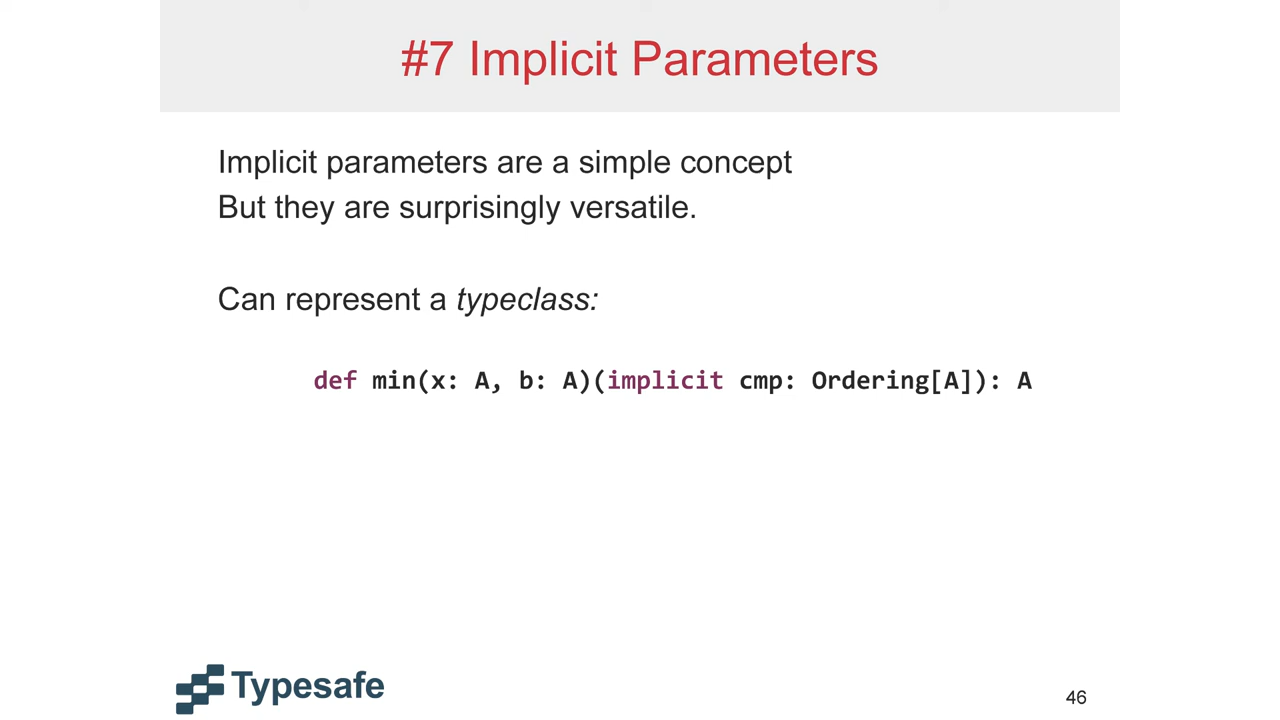 #7 Implicit Parameters
Implicit parameters are a simple concept
But they are surprisingly versatile.
Can represent a typeclass:
def min(x: A, b: A)(implicit cmp: Ordering[A]): A
Typesafe
46